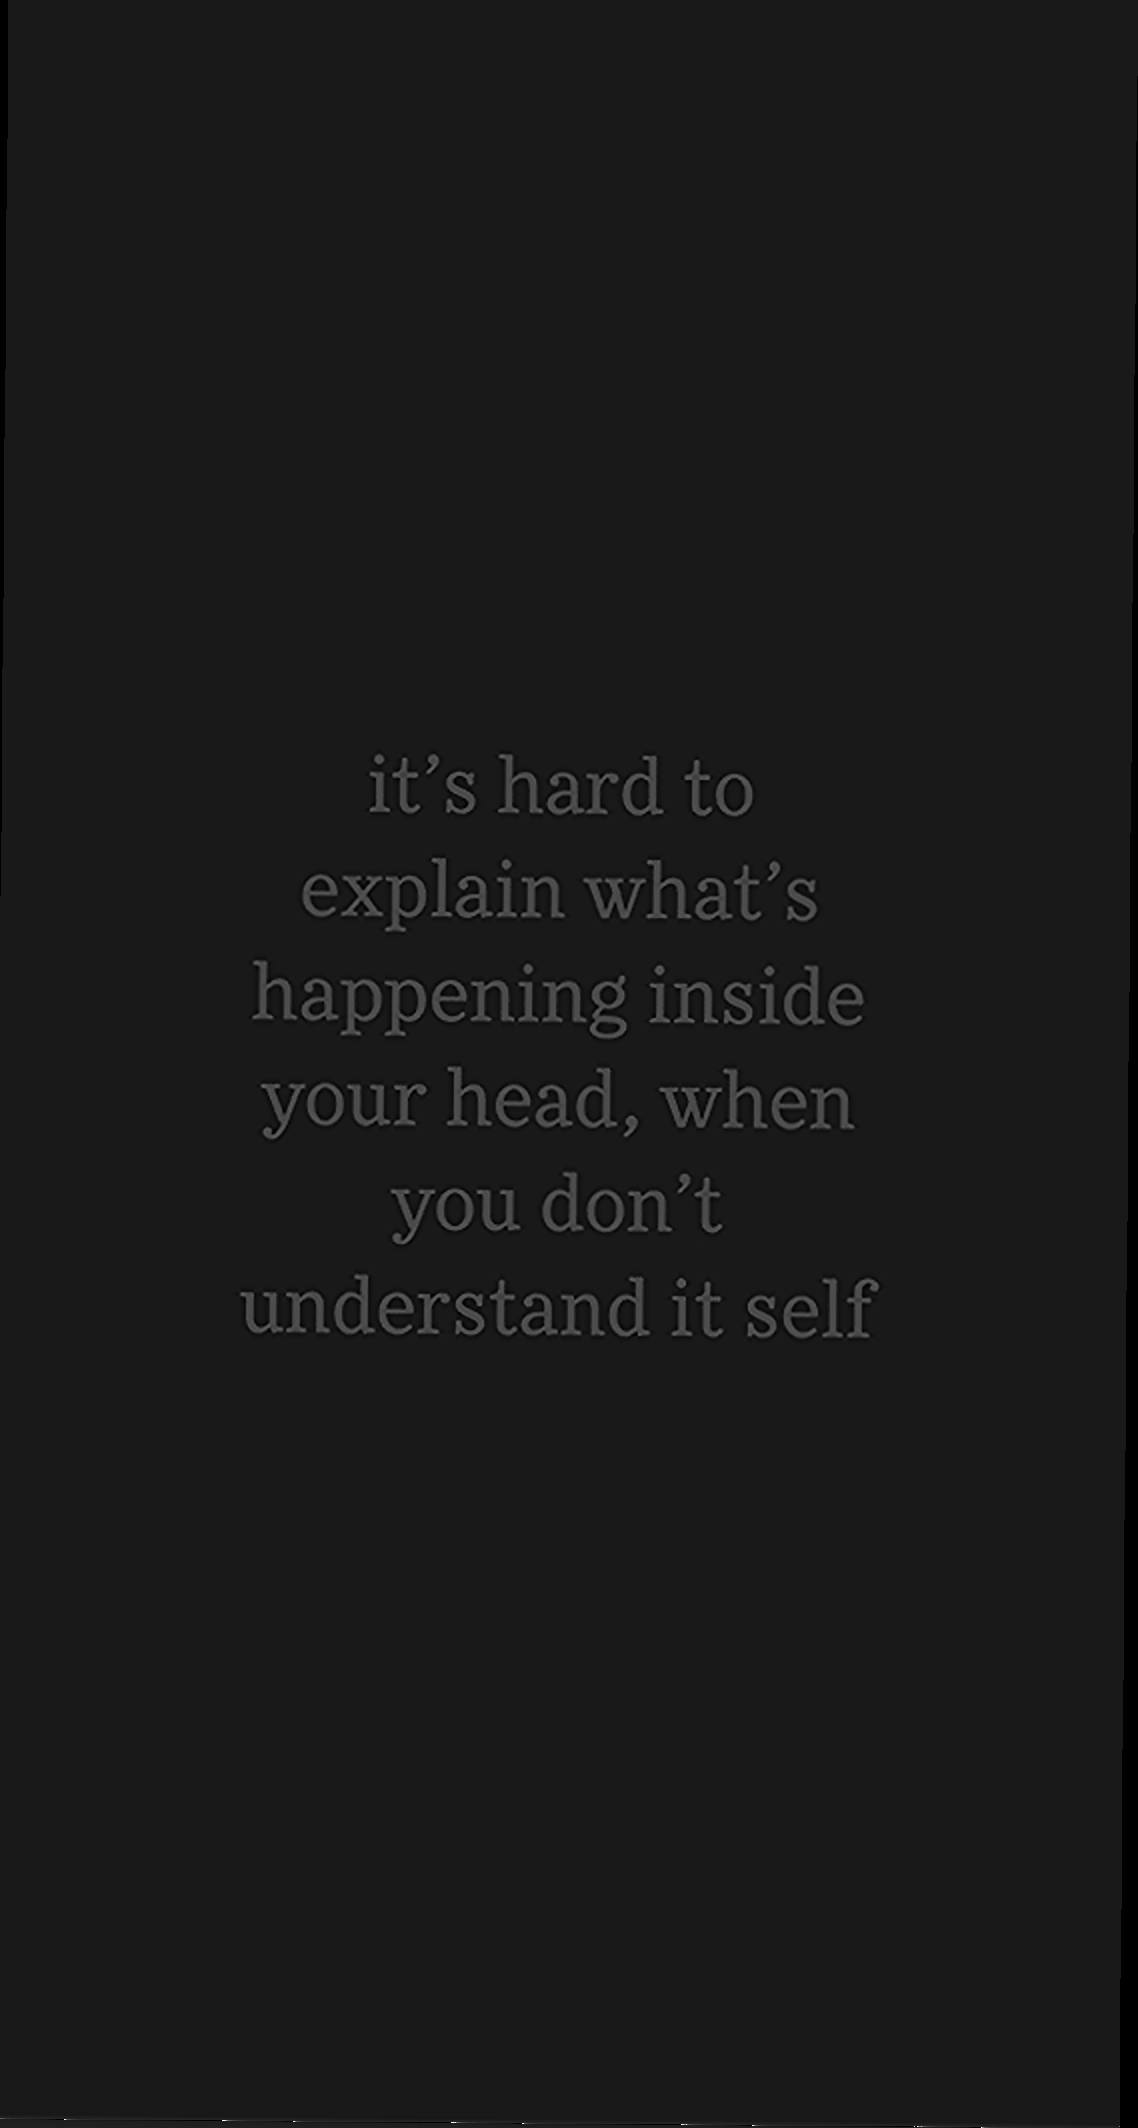 it’s hard to
explain what’s
happening inside
your head, when
you don’t
understand it self